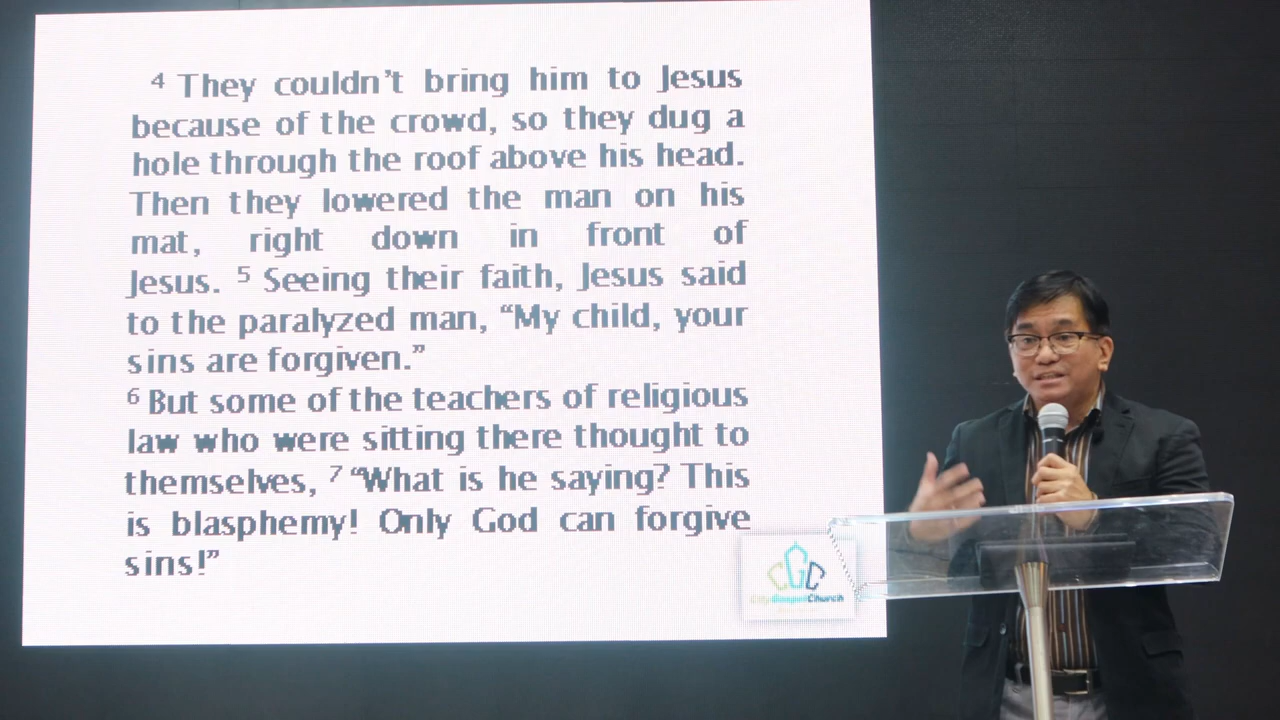 ⁴ They couldn't bring him to Jesus
because of the crowd, so they dug a
hole through the roof above his head.
Then they lowered the man on his
mat, right down in front of
Jesus. ⁵ Seeing their faith, Jesus said
to the paralyzed man, “My child, your
sins are forgiven.”
⁶ But some of the teachers of religious
law who were sitting there thought to
themselves, ⁷ “What is he saying? This
is blasphemy! Only God can forgive
sins!”
CGC
CityGospelChurch